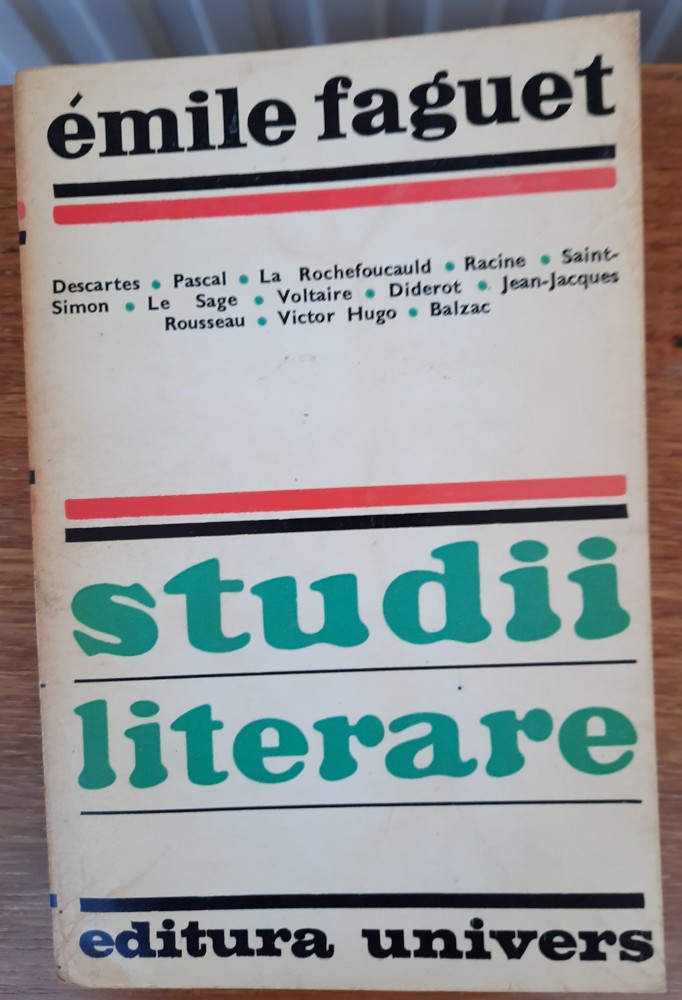 émile faguet
Descartes • Pascal • La Rochefoucauld • Racine • Saint-
Simon • Le Sage • Voltaire • Diderot • Jean-Jacques
Rousseau • Victor Hugo • Balzac
studii
literare
editura univers